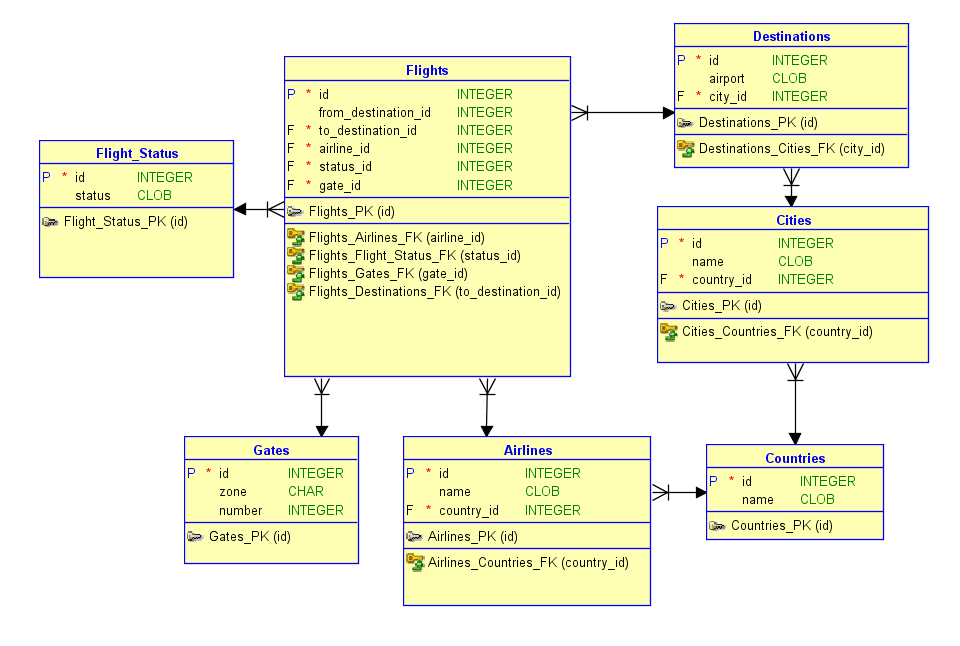 Destinations
P * id INTEGER
airport CLOB
F * city_id INTEGER
Destinations_PK (id)
Destinations_Cities_FK (city_id)
Flights
P * id INTEGER
from_destination_id INTEGER
F * to_destination_id INTEGER
F * airline_id INTEGER
F * status_id INTEGER
F * gate_id INTEGER
Flights_PK (id)
Flights_Airlines_FK (airline_id)
Flights_Flight_Status_FK (status_id)
Flights_Gates_FK (gate_id)
Flights_Destinations_FK (to_destination_id)
Flight_Status
P * id INTEGER
status CLOB
Flight_Status_PK (id)
Cities
P * id INTEGER
name CLOB
F * country_id INTEGER
Cities_PK (id)
Cities_Countries_FK (country_id)
Gates
P * id INTEGER
zone CHAR
number INTEGER
Gates_PK (id)
Airlines
P * id INTEGER
name CLOB
F * country_id INTEGER
Airlines_PK (id)
Airlines_Countries_FK (country_id)
Countries
P * id INTEGER
name CLOB
Countries_PK (id)